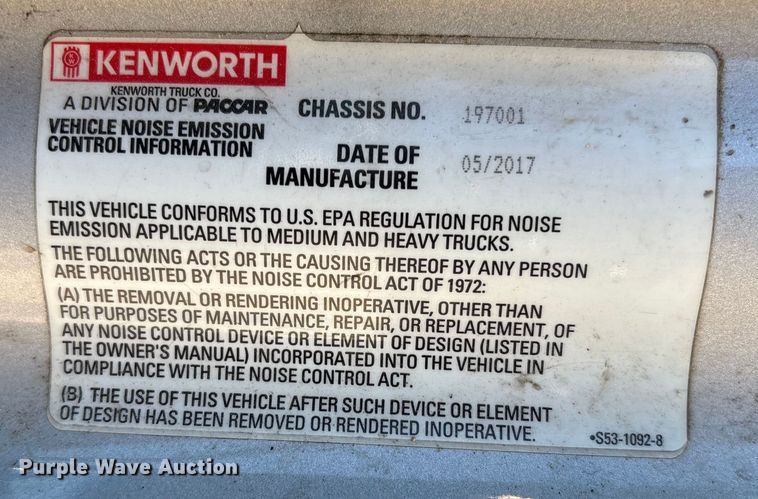 KW
KENWORTH
KENWORTH TRUCK CO.
A DIVISION OF PACCAR
CHASSIS NO. 197001
VEHICLE NOISE EMISSION
CONTROL INFORMATION
DATE OF
MANUFACTURE 05/2017
THIS VEHICLE CONFORMS TO U.S. EPA REGULATION FOR NOISE
EMISSION APPLICABLE TO MEDIUM AND HEAVY TRUCKS.
THE FOLLOWING ACTS OR THE CAUSING THEREOF BY ANY PERSON
ARE PROHIBITED BY THE NOISE CONTROL ACT OF 1972:
(A) THE REMOVAL OR RENDERING INOPERATIVE, OTHER THAN
FOR PURPOSES OF MAINTENANCE, REPAIR, OR REPLACEMENT, OF
ANY NOISE CONTROL DEVICE OR ELEMENT OF DESIGN (LISTED IN
THE OWNER'S MANUAL) INCORPORATED INTO THE VEHICLE IN
COMPLIANCE WITH THE NOISE CONTROL ACT.
(B) THE USE OF THIS VEHICLE AFTER SUCH DEVICE OR ELEMENT
OF DESIGN HAS BEEN REMOVED OR RENDERED INOPERATIVE.
•S53-1092-8
Purple Wave Auction